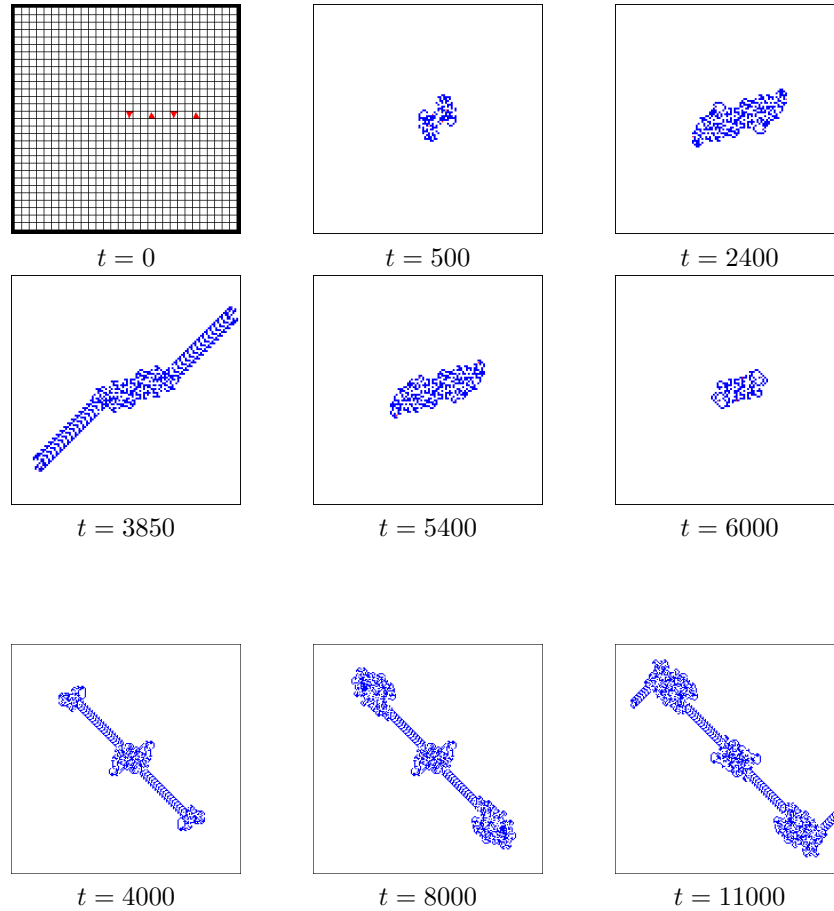 t = 0
t = 500
t = 2400
t = 3850
t = 5400
t = 6000
t = 4000
t = 8000
t = 11000